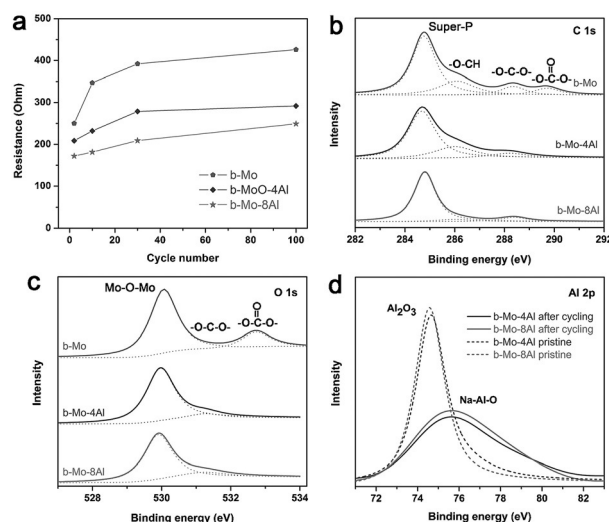 a
500
400
300
200
100
0
0 20 40 60 80 100
Resistance (Ohm)
Cycle number
b-Mo
b-MoO-4Al
b-Mo-8Al
b
C 1s
Super-P
-O-CH
-O-C-O-
O
-O-C-O-
b-Mo
b-Mo-4Al
b-Mo-8Al
Intensity
282 284 286 288 290 292
Binding energy (eV)
c
O 1s
Mo-O-Mo
-O-C-O-
O
-O-C-O-
b-Mo
b-Mo-4Al
b-Mo-8Al
Intensity
528 530 532 534
Binding energy (eV)
d
Al 2p
Al2O3
b-Mo-4Al after cycling
b-Mo-8Al after cycling
b-Mo-4Al pristine
b-Mo-8Al pristine
Na-Al-O
Intensity
72 74 76 78 80 82
Binding energy (eV)